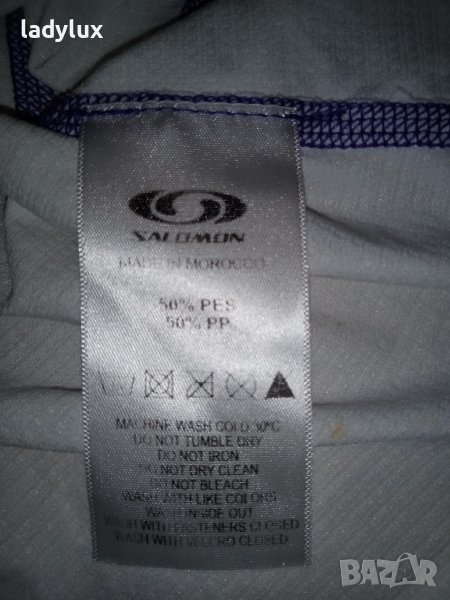 ladylux
SALOMON
MADE IN MOROCCO
50% PES
50% PP
MACHINE WASH COLD 30°C
DO NOT TUMBLE DRY
DO NOT IRON
DO NOT DRY CLEAN
DO NOT BLEACH
WASH WITH LIKE COLORS
WASH INSIDE OUT
WASH WITH FASTENERS CLOSED
WASH WITH VELCRO CLOSED
BAZAR